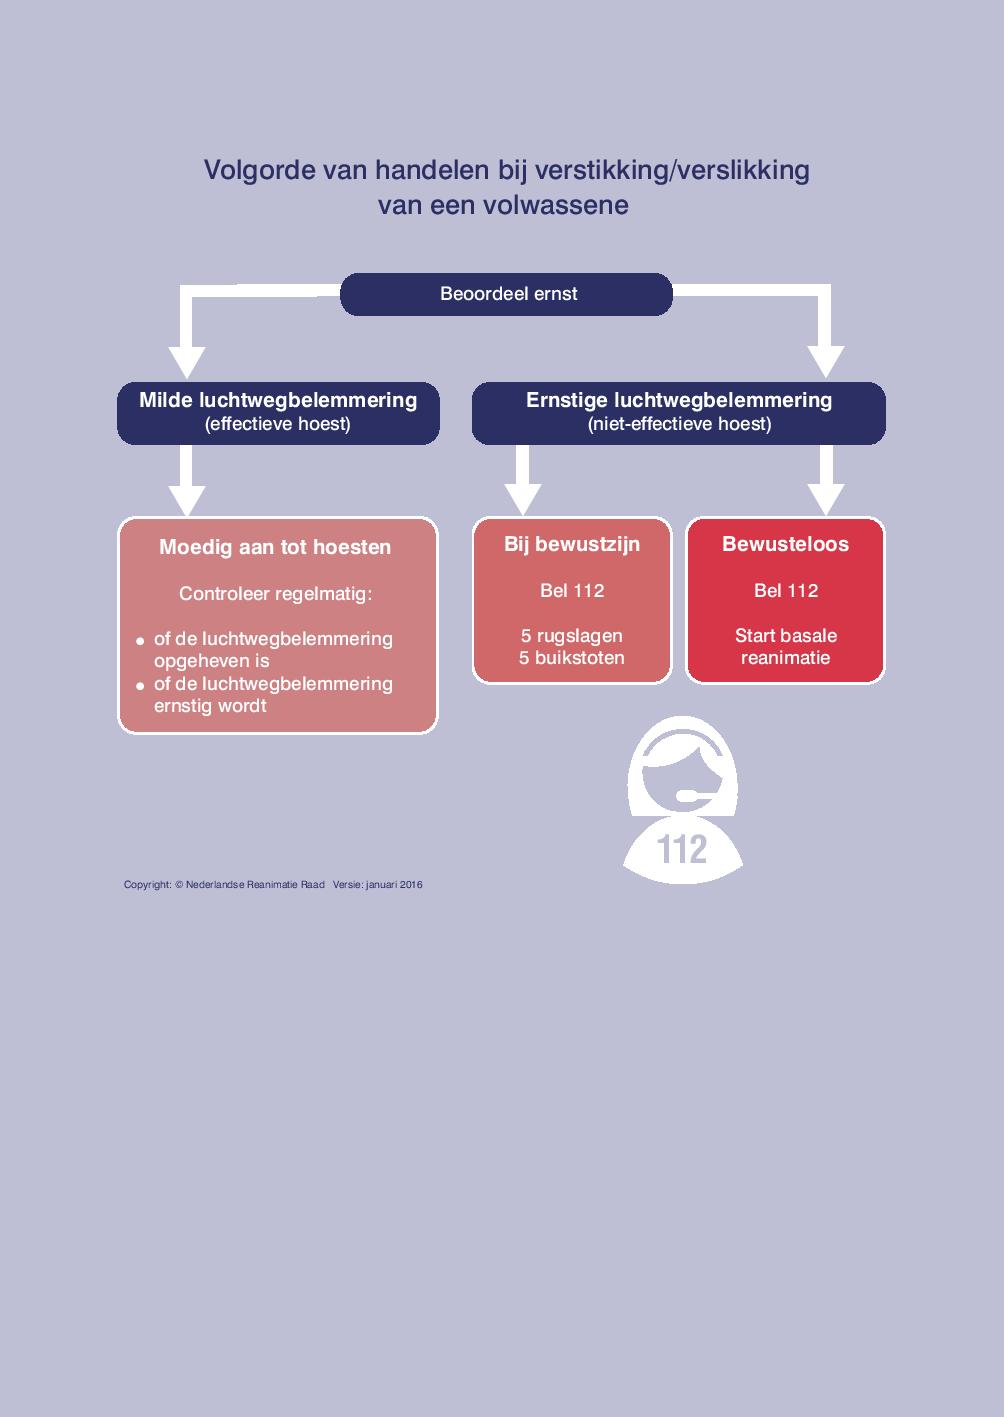 Volgorde van handelen bij verstikking/verslikking
van een volwassene
Beoordeel ernst
Milde luchtwegbelemmering
(effectieve hoest)
Ernstige luchtwegbelemmering
(niet-effectieve hoest)
Moedig aan tot hoesten
Controleer regelmatig:
• of de luchtwegbelemmering
opgeheven is
• of de luchtwegbelemmering
ernstig wordt
Bij bewustzijn
Bel 112
5 rugslagen
5 buikstoten
Bewusteloos
Bel 112
Start basale
reanimatie
112
Copyright: © Nederlandse Reanimatie Raad Versie: januari 2016